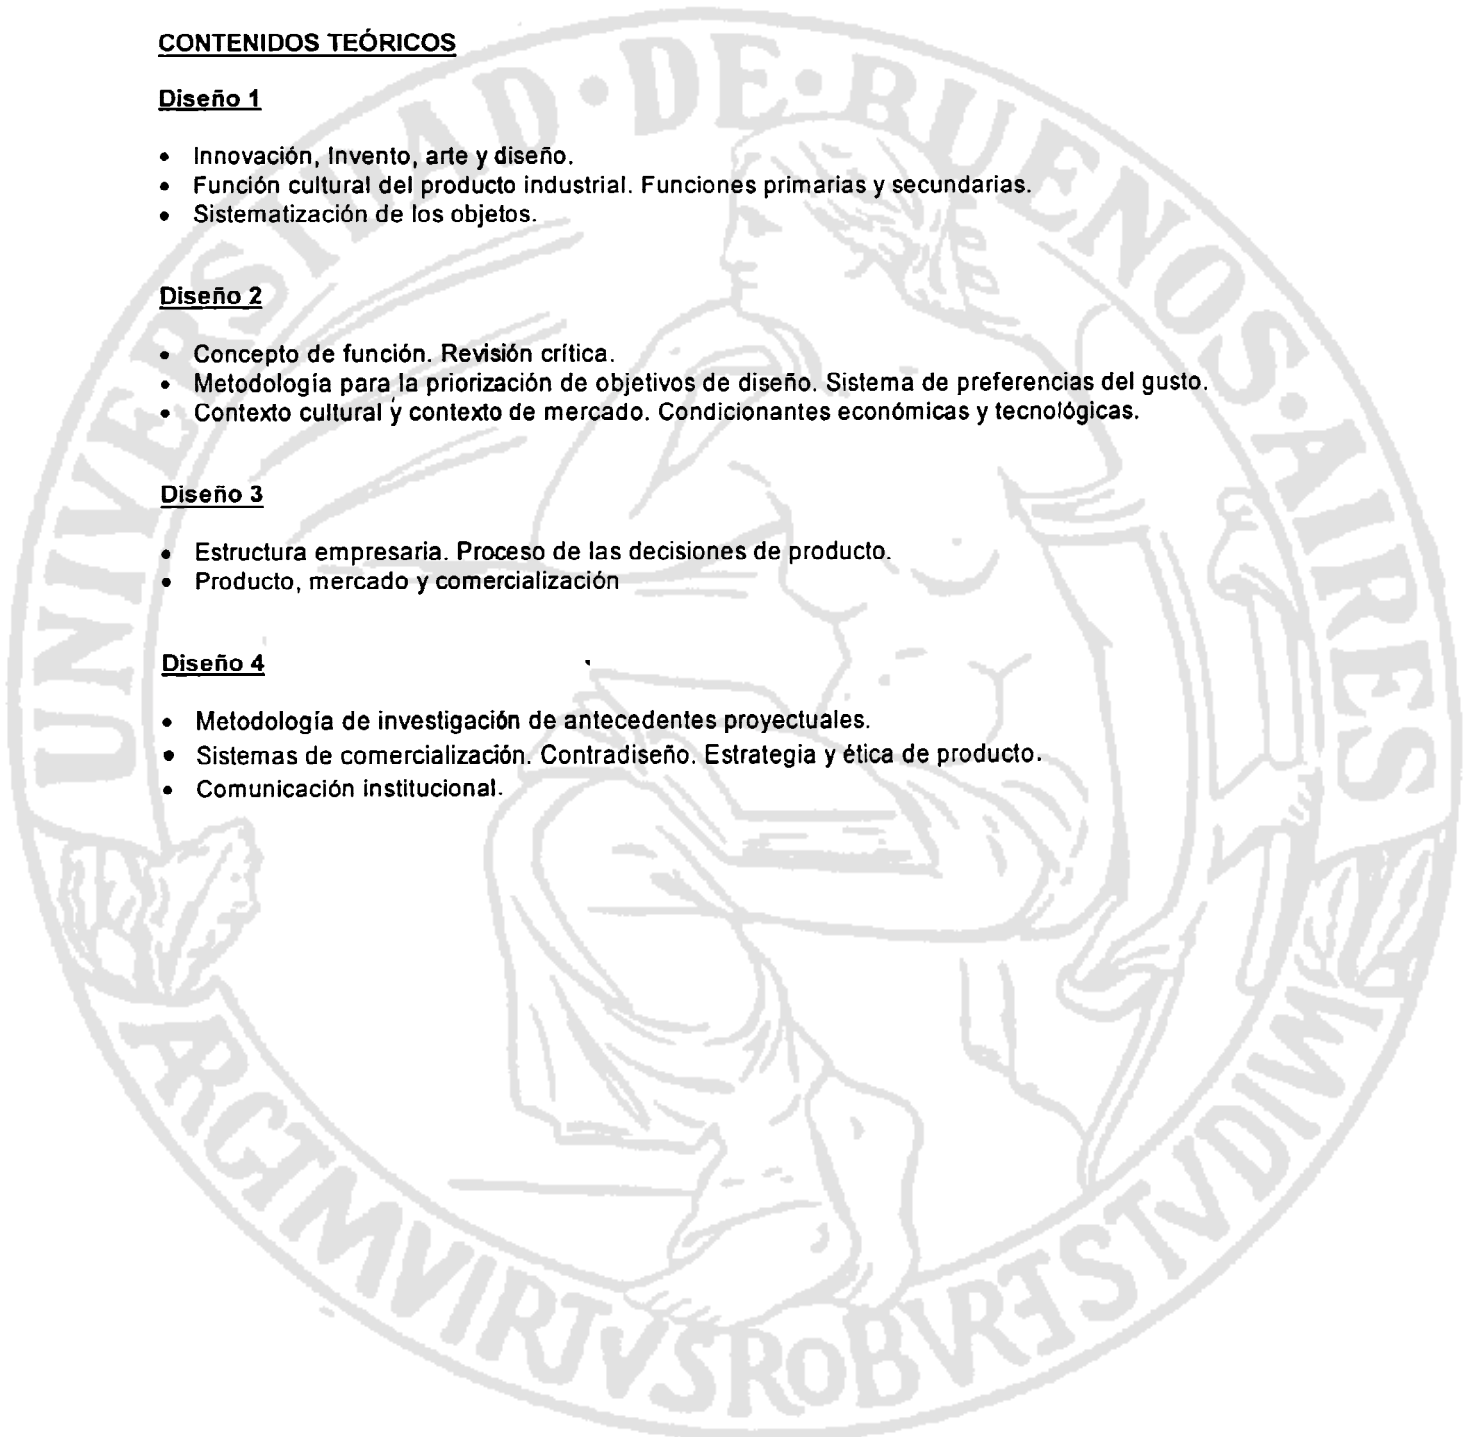 CONTENIDOS TEÓRICOS
Diseño 1
• Innovación, Invento, arte y diseño.
• Función cultural del producto industrial. Funciones primarias y secundarias.
• Sistematización de los objetos.
Diseño 2
• Concepto de función. Revisión crítica.
• Metodología para la priorización de objetivos de diseño. Sistema de preferencias del gusto.
• Contexto cultural y contexto de mercado. Condicionantes económicas y tecnológicas.
Diseño 3
• Estructura empresaria. Proceso de las decisiones de producto.
• Producto, mercado y comercialización
Diseño 4
• Metodología de investigación de antecedentes proyectuales.
• Sistemas de comercialización. Contradiseño. Estrategia y ética de producto.
• Comunicación institucional.
UNIVERSIDAD·DE·BUENOS·AIRES
ARGTMVIRTVSROBVRETSTVDIVM